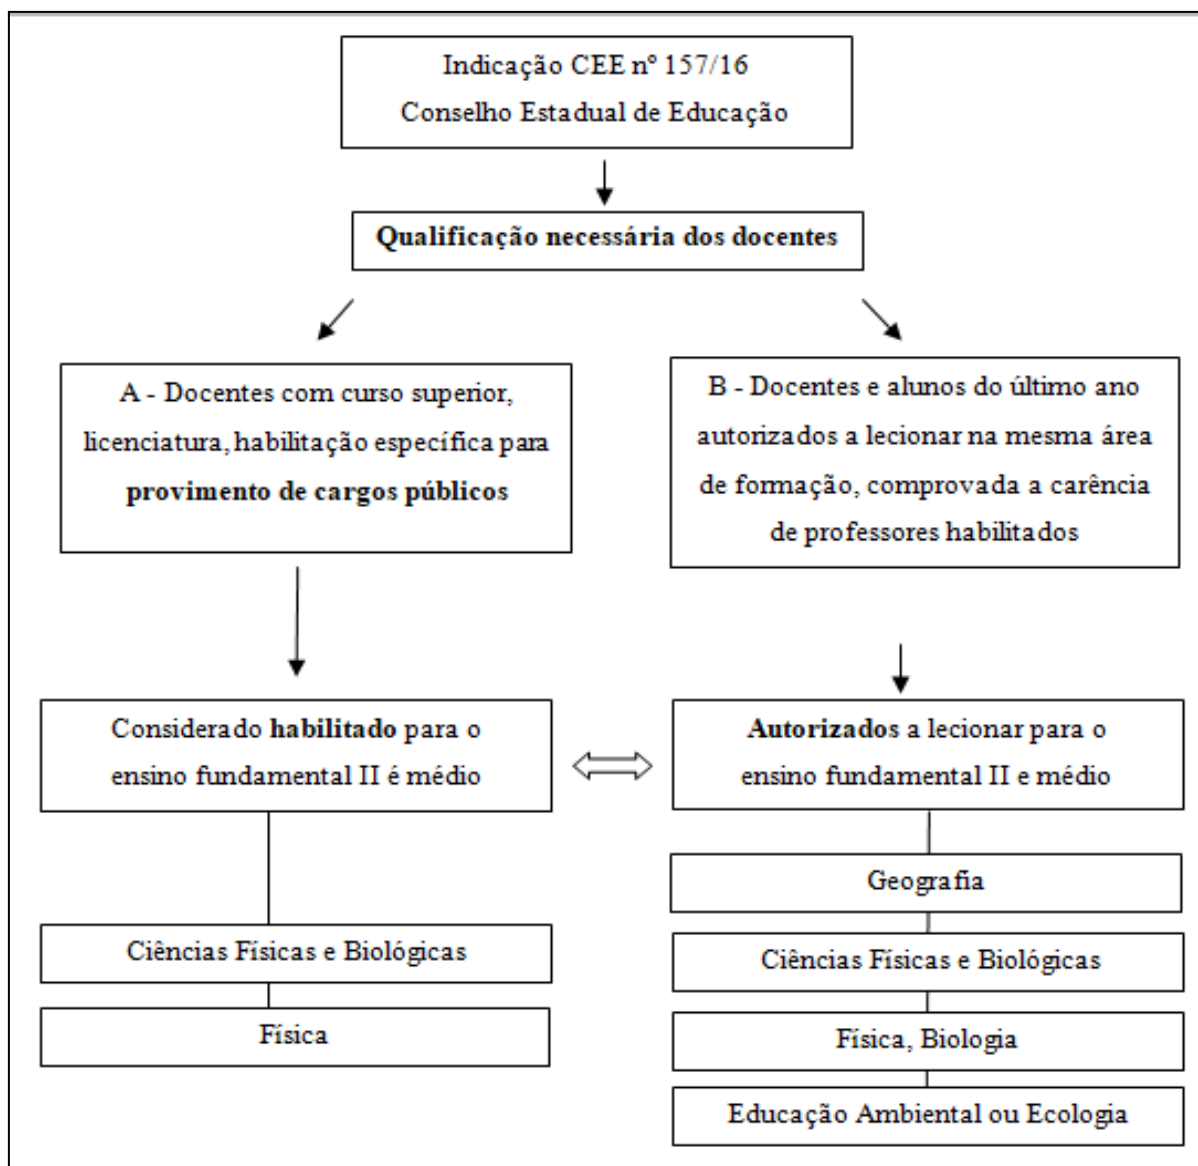 Indicação CEE nº 157/16
Conselho Estadual de Educação
Qualificação necessária dos docentes
A - Docentes com curso superior,
licenciatura, habilitação específica para
provimento de cargos públicos
B - Docentes e alunos do último ano
autorizados a lecionar na mesma área
de formação, comprovada a carência
de professores habilitados
Considerado habilitado para o
ensino fundamental II é médio
Autorizados a lecionar para o
ensino fundamental II e médio
Ciências Físicas e Biológicas
Física
Geografia
Ciências Físicas e Biológicas
Física, Biologia
Educação Ambiental ou Ecologia